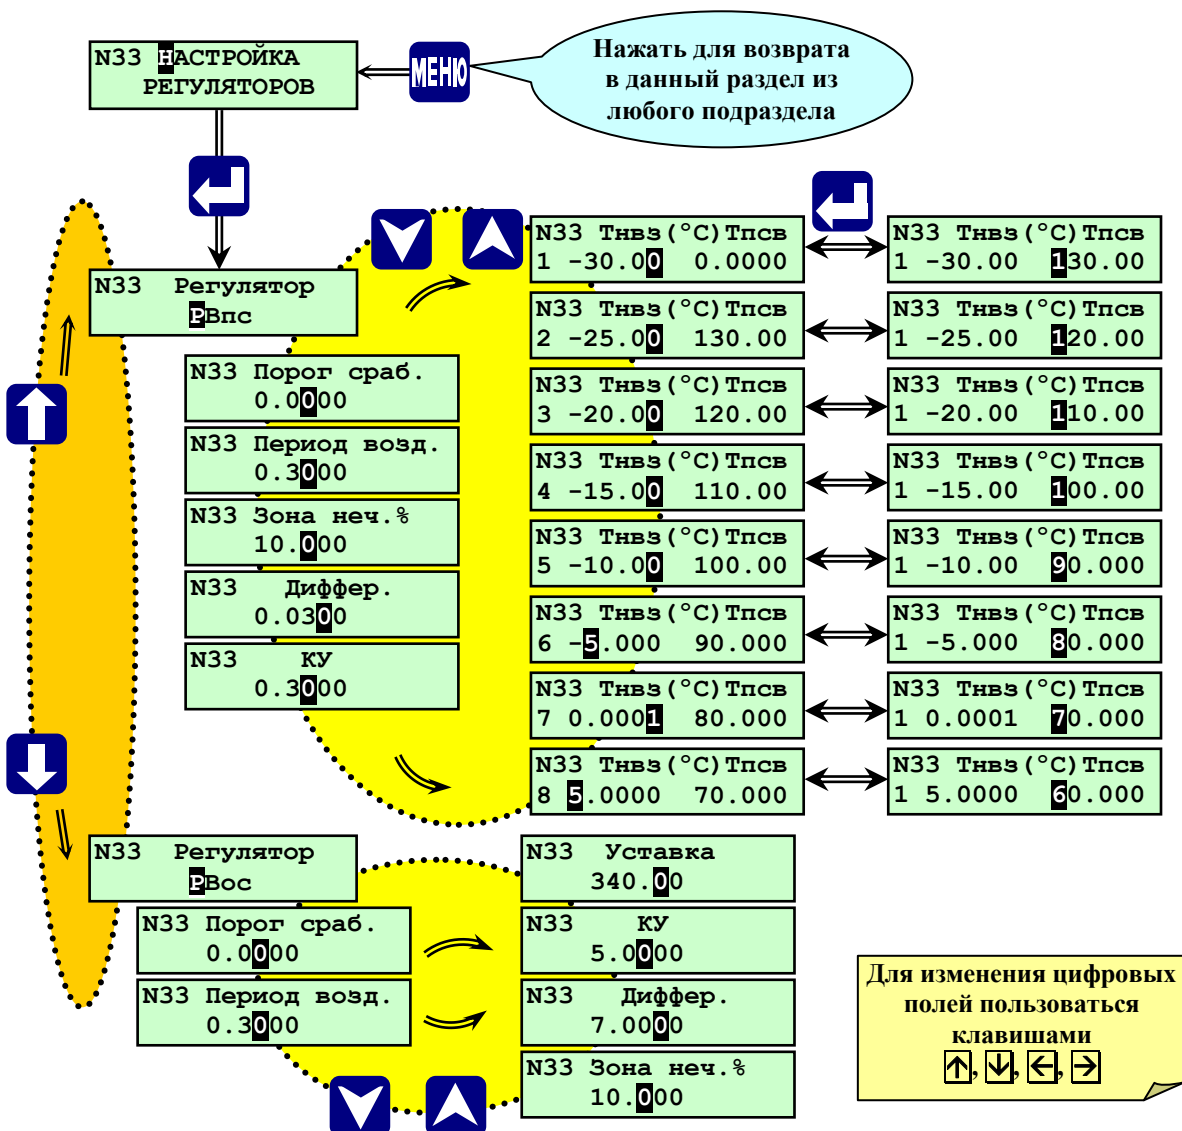 N33 НАСТРОЙКА
РЕГУЛЯТОРОВ
МЕНЮ
Нажать для возврата
в данный раздел из
любого подраздела
N33 Регулятор
РВпс
N33 Порог сраб.
0.0000
N33 Период возд.
0.3000
N33 Зона неч.%
10.000
N33 Диффер.
0.0300
N33 КУ
0.3000
N33 Тнвз(°С)Тпсв
1 -30.00 0.0000
N33 Тнвз(°С)Тпсв
2 -25.00 130.00
N33 Тнвз(°С)Тпсв
3 -20.00 120.00
N33 Тнвз(°С)Тпсв
4 -15.00 110.00
N33 Тнвз(°С)Тпсв
5 -10.00 100.00
N33 Тнвз(°С)Тпсв
6 -5.000 90.000
N33 Тнвз(°С)Тпсв
7 0.0001 80.000
N33 Тнвз(°С)Тпсв
8 5.0000 70.000
N33 Тнвз(°С)Тпсв
1 -30.00 130.00
N33 Тнвз(°С)Тпсв
1 -25.00 120.00
N33 Тнвз(°С)Тпсв
1 -20.00 110.00
N33 Тнвз(°С)Тпсв
1 -15.00 100.00
N33 Тнвз(°С)Тпсв
1 -10.00 90.000
N33 Тнвз(°С)Тпсв
1 -5.000 80.000
N33 Тнвз(°С)Тпсв
1 0.0001 70.000
N33 Тнвз(°С)Тпсв
1 5.0000 60.000
N33 Регулятор
РВос
N33 Порог сраб.
0.0000
N33 Период возд.
0.3000
N33 Уставка
340.00
N33 КУ
5.0000
N33 Диффер.
7.0000
N33 Зона неч.%
10.000
Для изменения цифровых
полей пользоваться
клавишами
↑, ↓, ←, →